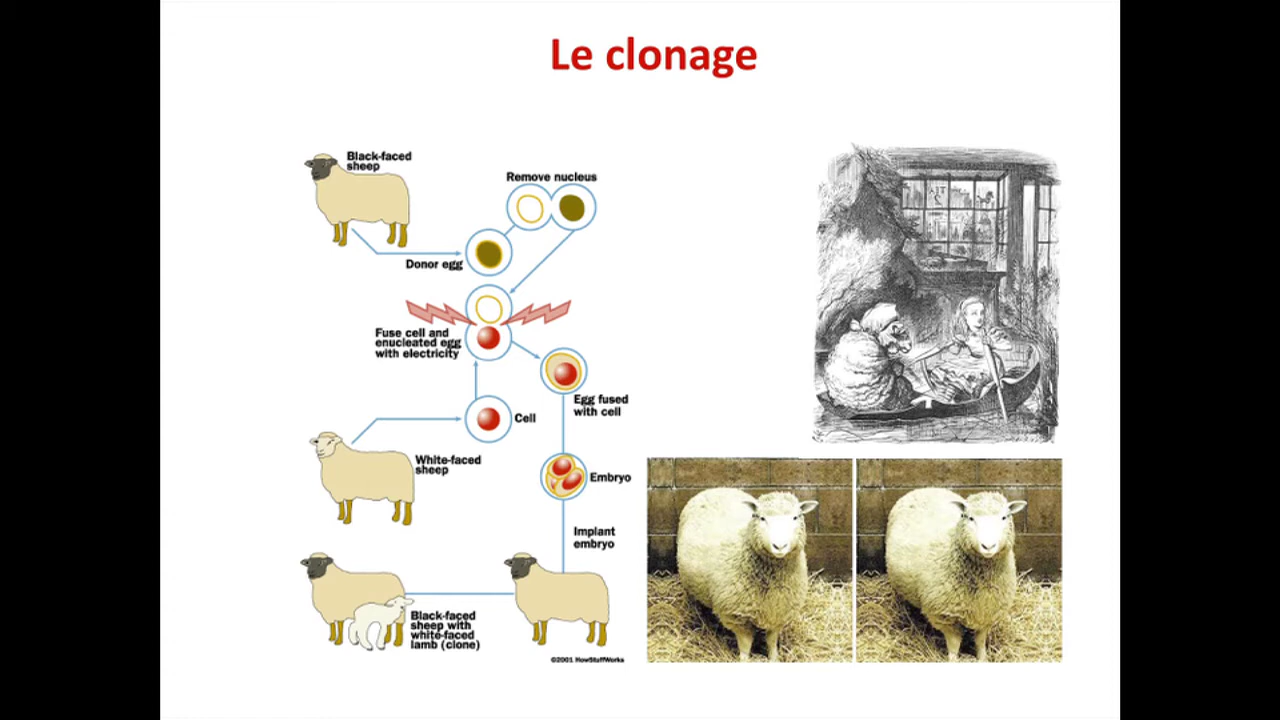 Le clonage
Black-faced
sheep
Remove nucleus
Donor egg
Fuse cell and
enucleated egg
with electricity
Egg fused
with cell
Cell
White-faced
sheep
Embryo
Implant
embryo
Black-faced
sheep with
white-faced
lamb (clone)
©2001 HowStuffWorks